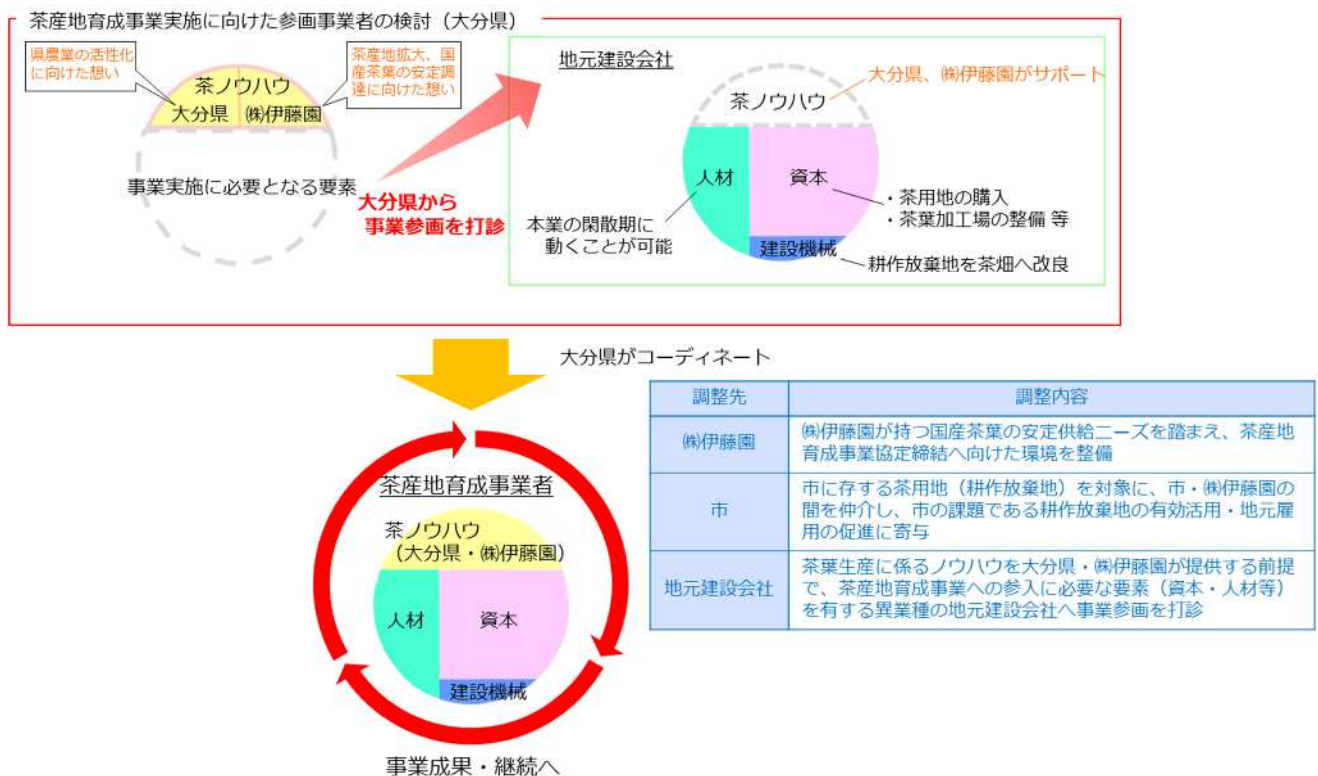 茶産地育成事業実施に向けた参画事業者の検討（大分県）
県農業の活性化
に向けた想い
茶産地拡大、国
産茶葉の安定調
達に向けた想い
茶ノウハウ
大分県
㈱伊藤園
事業実施に必要となる要素
大分県から
事業参画を打診
地元建設会社
大分県、㈱伊藤園がサポート
茶ノウハウ
人材
資本
・茶用地の購入
・茶葉加工場の整備 等
本業の閑散期に
動くことが可能
建設機械
耕作放棄地を茶畑へ改良
大分県がコーディネート
調整先
調整内容
㈱伊藤園
㈱伊藤園が持つ国産茶葉の安定供給ニーズを踏まえ、茶産地
育成事業協定締結へ向けた環境を整備
市
市に存する茶用地（耕作放棄地）を対象に、市・㈱伊藤園の
間を仲介し、市の課題である耕作放棄地の有効活用・地元雇
用の促進に寄与
地元建設会社
茶葉生産に係るノウハウを大分県・㈱伊藤園が提供する前提
で、茶産地育成事業への参入に必要な要素（資本・人材等）
を有する異業種の地元建設会社へ事業参画を打診
茶産地育成事業者
茶ノウハウ
（大分県・㈱伊藤園）
人材
資本
建設機械
事業成果・継続へ